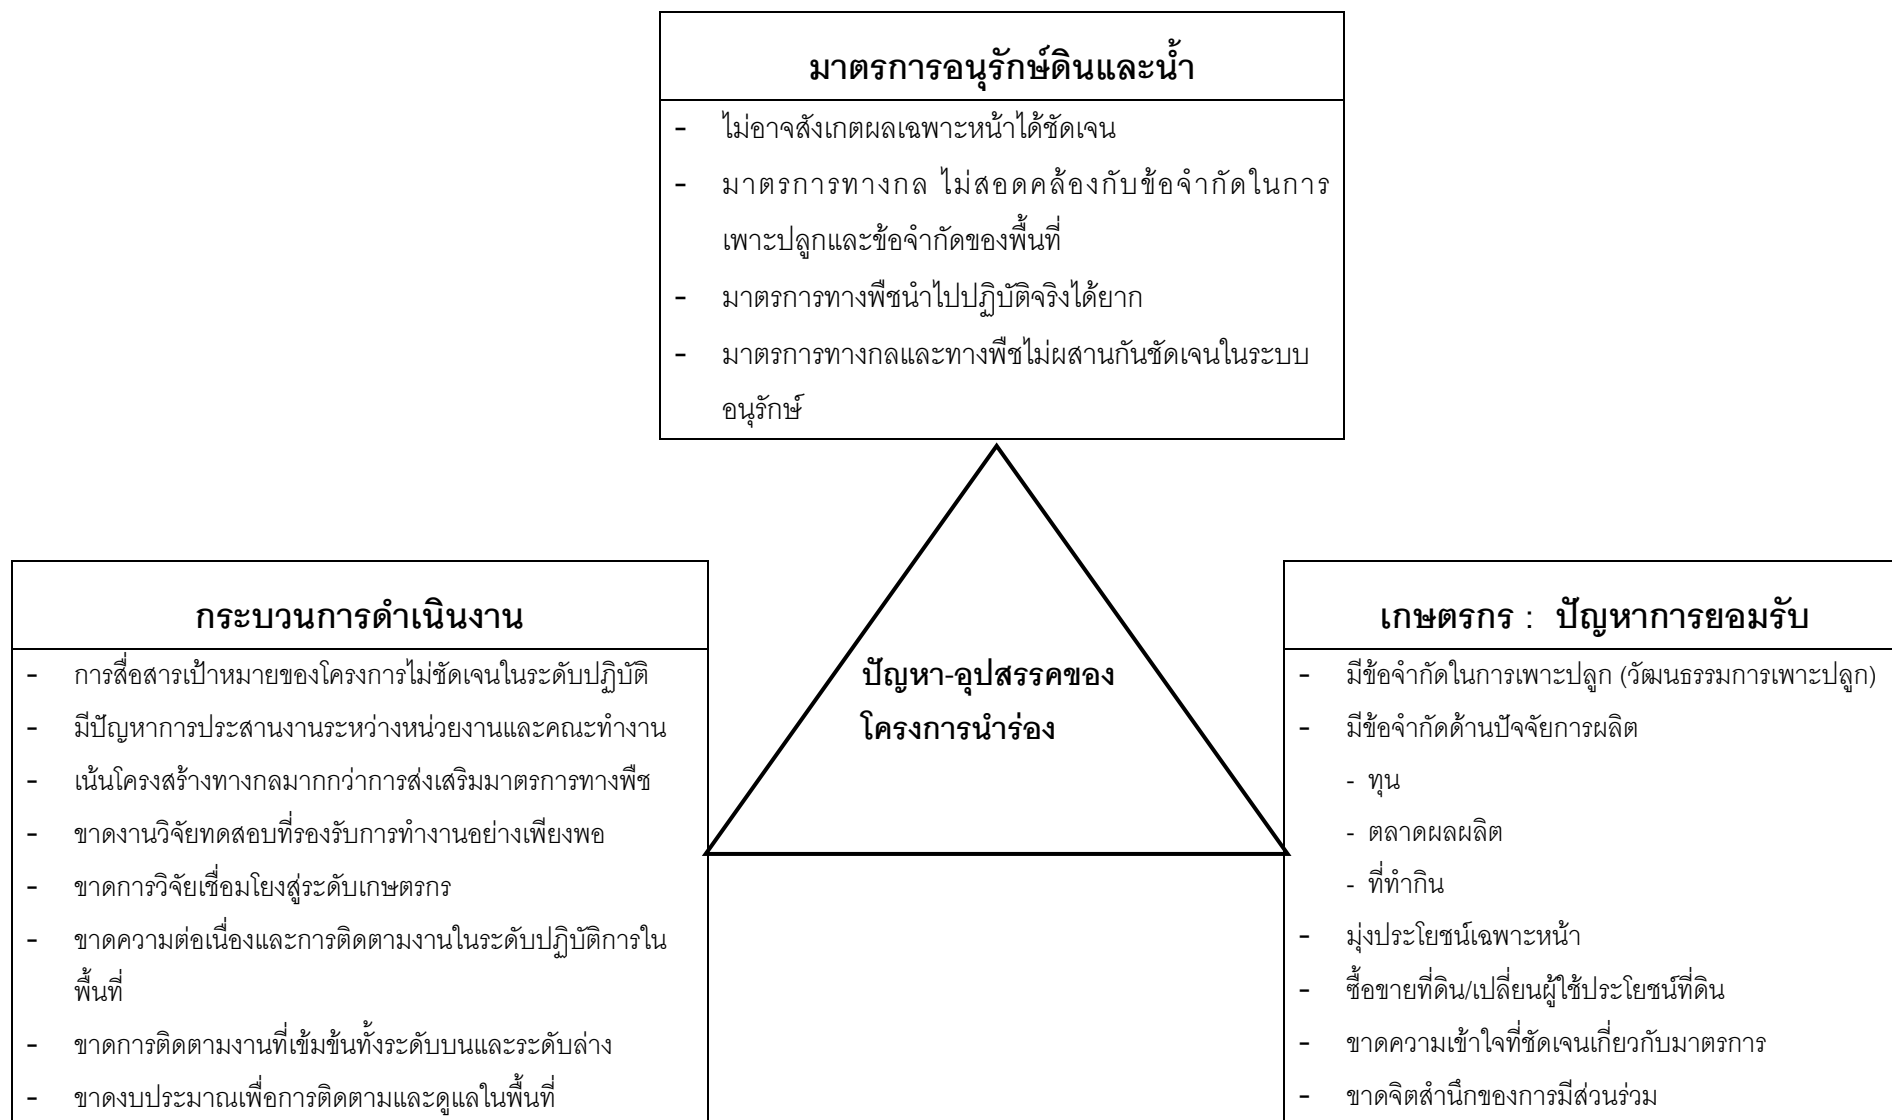 มาตรการอนุรักษ์ดินและน้ำ
- ไม่อาจสังเกตผลเฉพาะหน้าได้ชัดเจน
- มาตรการทางกล ไม่สอดคล้องกับข้อจำกัดในการ
เพาะปลูกและข้อจำกัดของพื้นที่
- มาตรการทางพืชนำไปปฏิบัติจริงได้ยาก
- มาตรการทางกลและทางพืชไม่ผสานกันชัดเจนในระบบ
อนุรักษ์
กระบวนการดำเนินงาน
- การสื่อสารเป้าหมายของโครงการไม่ชัดเจนในระดับปฏิบัติ
- มีปัญหาการประสานงานระหว่างหน่วยงานและคณะทำงาน
- เน้นโครงสร้างทางกลมากกว่าการส่งเสริมมาตรการทางพืช
- ขาดงานวิจัยทดสอบที่รองรับการทำงานอย่างเพียงพอ
- ขาดการวิจัยเชื่อมโยงสู่ระดับเกษตรกร
- ขาดความต่อเนื่องและการติดตามงานในระดับปฏิบัติการใน
พื้นที่
- ขาดการติดตามงานที่เข้มข้นทั้งระดับบนและระดับล่าง
- ขาดงบประมาณเพื่อการติดตามและดูแลในพื้นที่
ปัญหา-อุปสรรคของ
โครงการนำร่อง
เกษตรกร : ปัญหาการยอมรับ
- มีข้อจำกัดในการเพาะปลูก (วัฒนธรรมการเพาะปลูก)
- มีข้อจำกัดด้านปัจจัยการผลิต
- ทุน
- ตลาดผลผลิต
- ที่ทำกิน
- มุ่งประโยชน์เฉพาะหน้า
- ซื้อขายที่ดิน/เปลี่ยนผู้ใช้ประโยชน์ที่ดิน
- ขาดความเข้าใจที่ชัดเจนเกี่ยวกับมาตรการ
- ขาดจิตสำนึกของการมีส่วนร่วม